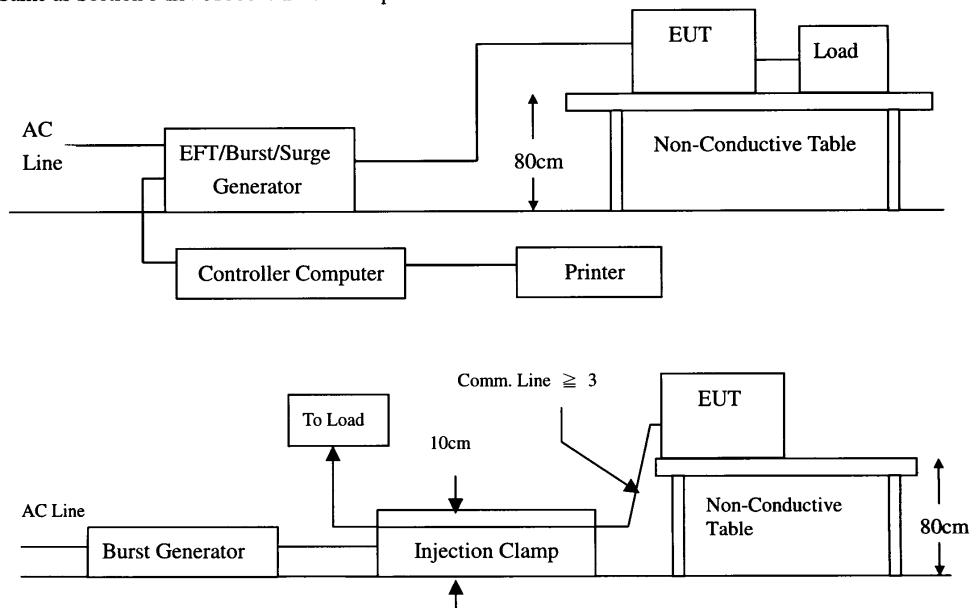 EUT
Load
AC
Line
EFT/Burst/Surge
Generator
80cm
Non-Conductive Table
Controller Computer
Printer
Comm. Line ≧ 3
EUT
To Load
10cm
AC Line
Burst Generator
Injection Clamp
Non-Conductive
Table
80cm